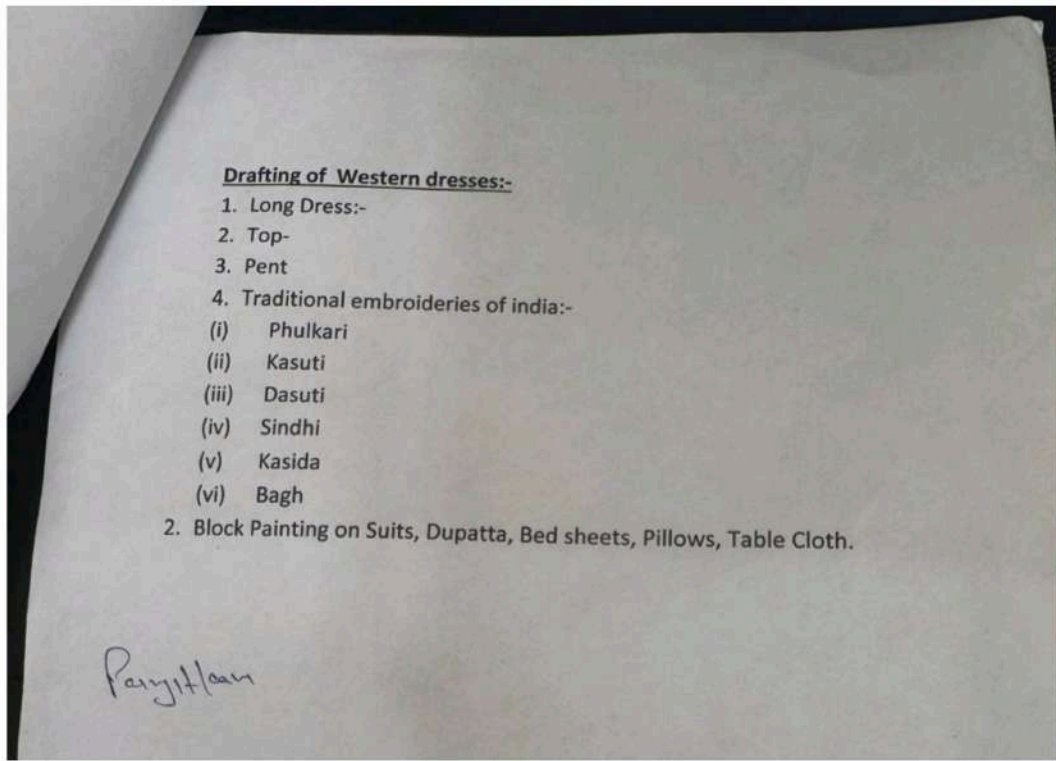 Drafting of Western dresses:-
1. Long Dress:-
2. Top-
3. Pent
4. Traditional embroideries of india:-
(i) Phulkari
(ii) Kasuti
(iii) Dasuti
(iv) Sindhi
(v) Kasida
(vi) Bagh
2. Block Painting on Suits, Dupatta, Bed sheets, Pillows, Table Cloth.